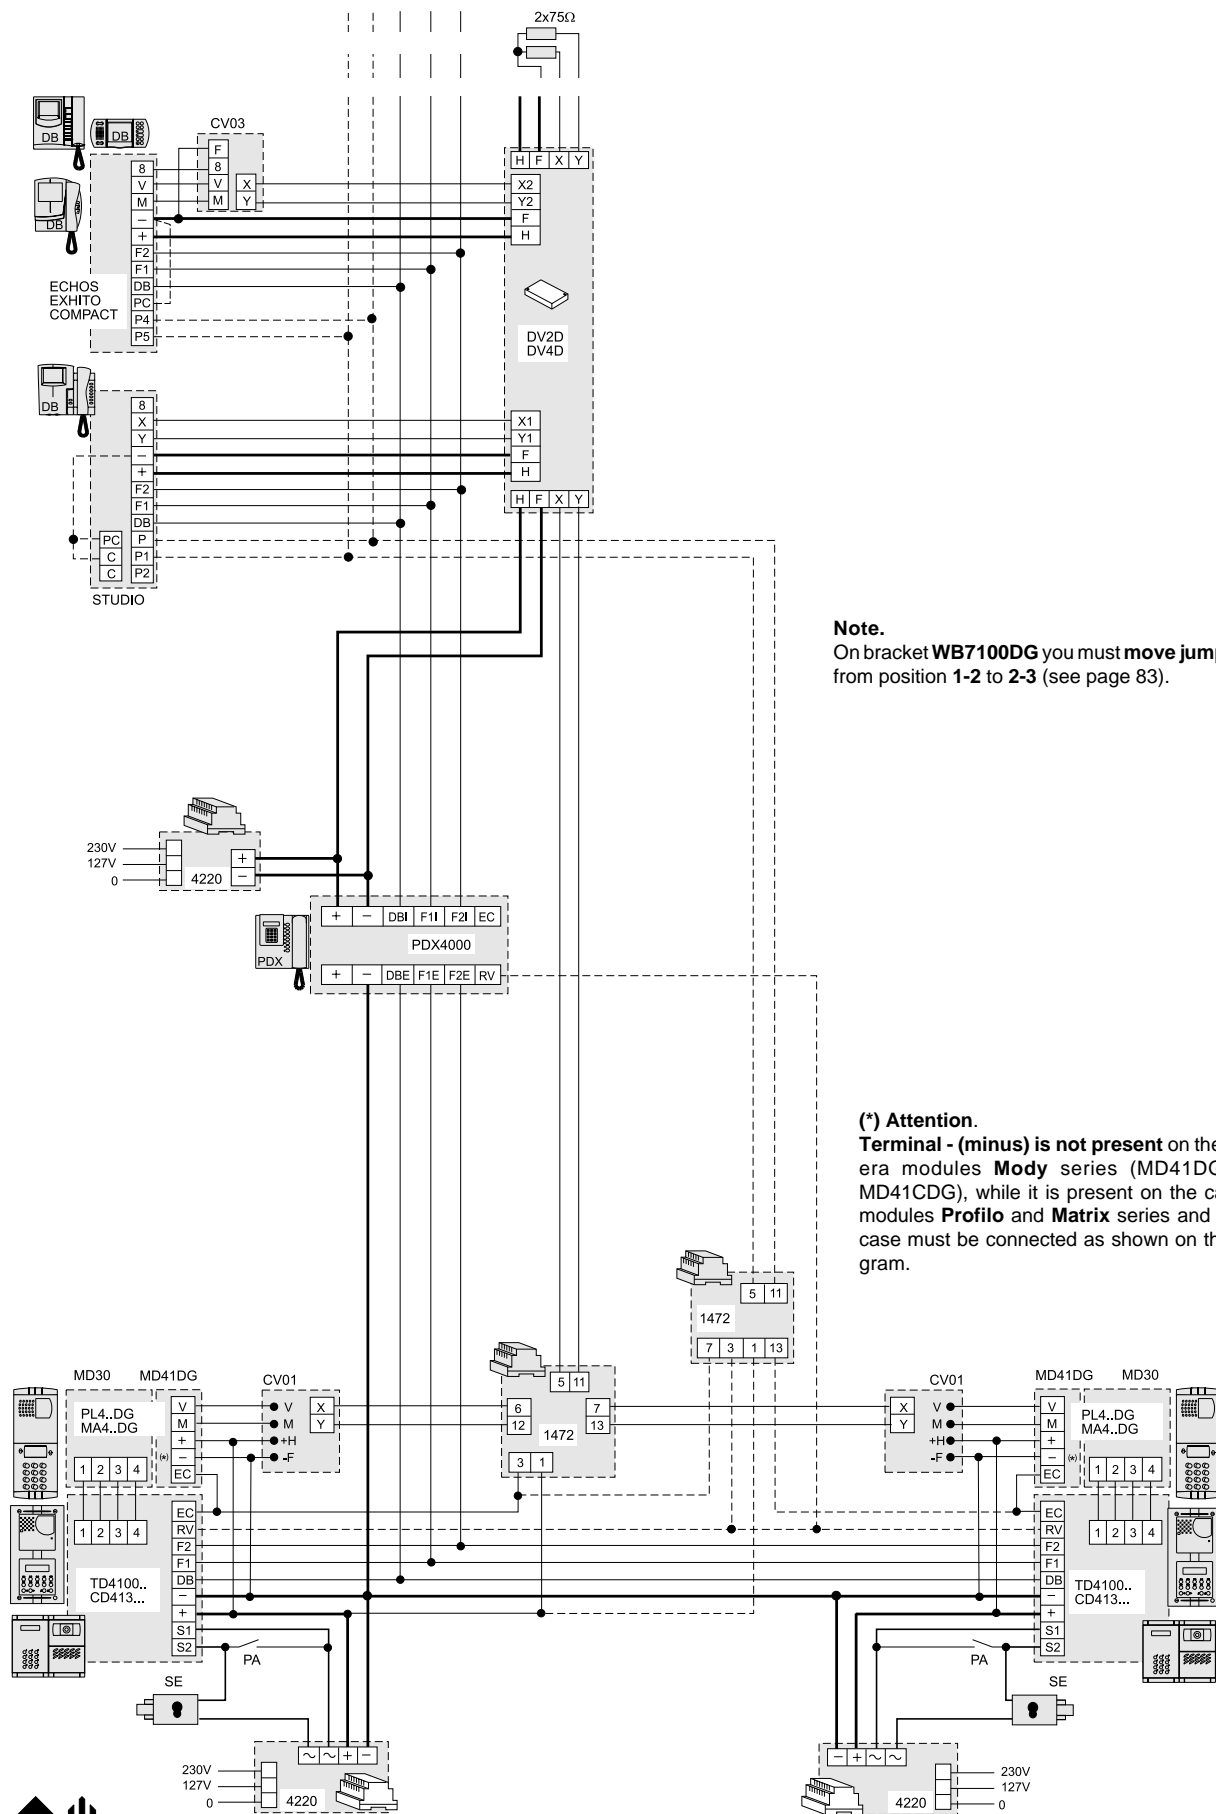 2x75Ω
DB
DB
CV03
F
8
V
M
X
Y
H F X Y
X2
Y2
F
H
DB
8
V
M
–
+
F2
F1
DB
PC
P4
P5
ECHOS
EXHITO
COMPACT
DV2D
DV4D
DB
8
X
Y
–
+
F2
F1
DB
P
P1
P2
PC
C
C
STUDIO
X1
Y1
F
H
H F X Y
Note.
On bracket WB7100DG you must move
from position 1-2 to 2-3 (see page 83).
230V
127V
0
4220
+
–
PDX
+ – DBI F1I F2I EC
PDX4000
+ – DBE F1E F2E RV
(*) Attention.
Terminal - (minus) is not present on
era modules Mody series
MD41CDG), while it is present on the
modules Profilo and Matrix series and
case must be connected as shown on
gram.
5 11
1472
7 3 1 13
MD30
MD41DG
CV01
PL4..DG
MA4..DG
1 2 3 4
V
M
+
–
EC
(*)
V
M
+H
-F
X
Y
5 11
6
12
7
13
1472
3 1
CV01
X
Y
V
M
+H
-F
MD41DG
MD30
V
M
+
–
EC
(*)
PL4..DG
MA4..DG
1 2 3 4
1 2 3 4
TD4100..
CD413...
EC
RV
F2
F1
DB
–
+
S1
S2
EC
RV
F2
F1
DB
–
+
S1
S2
1 2 3 4
TD4100..
CD413...
PA
SE
PA
SE
~ ~ + –
230V
127V
0
4220
– + ~ ~
4220
230V
127V
0